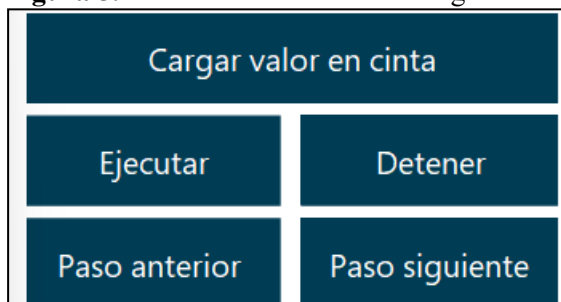 Cargar valor en cinta
Ejecutar Detener
Paso anterior Paso siguiente